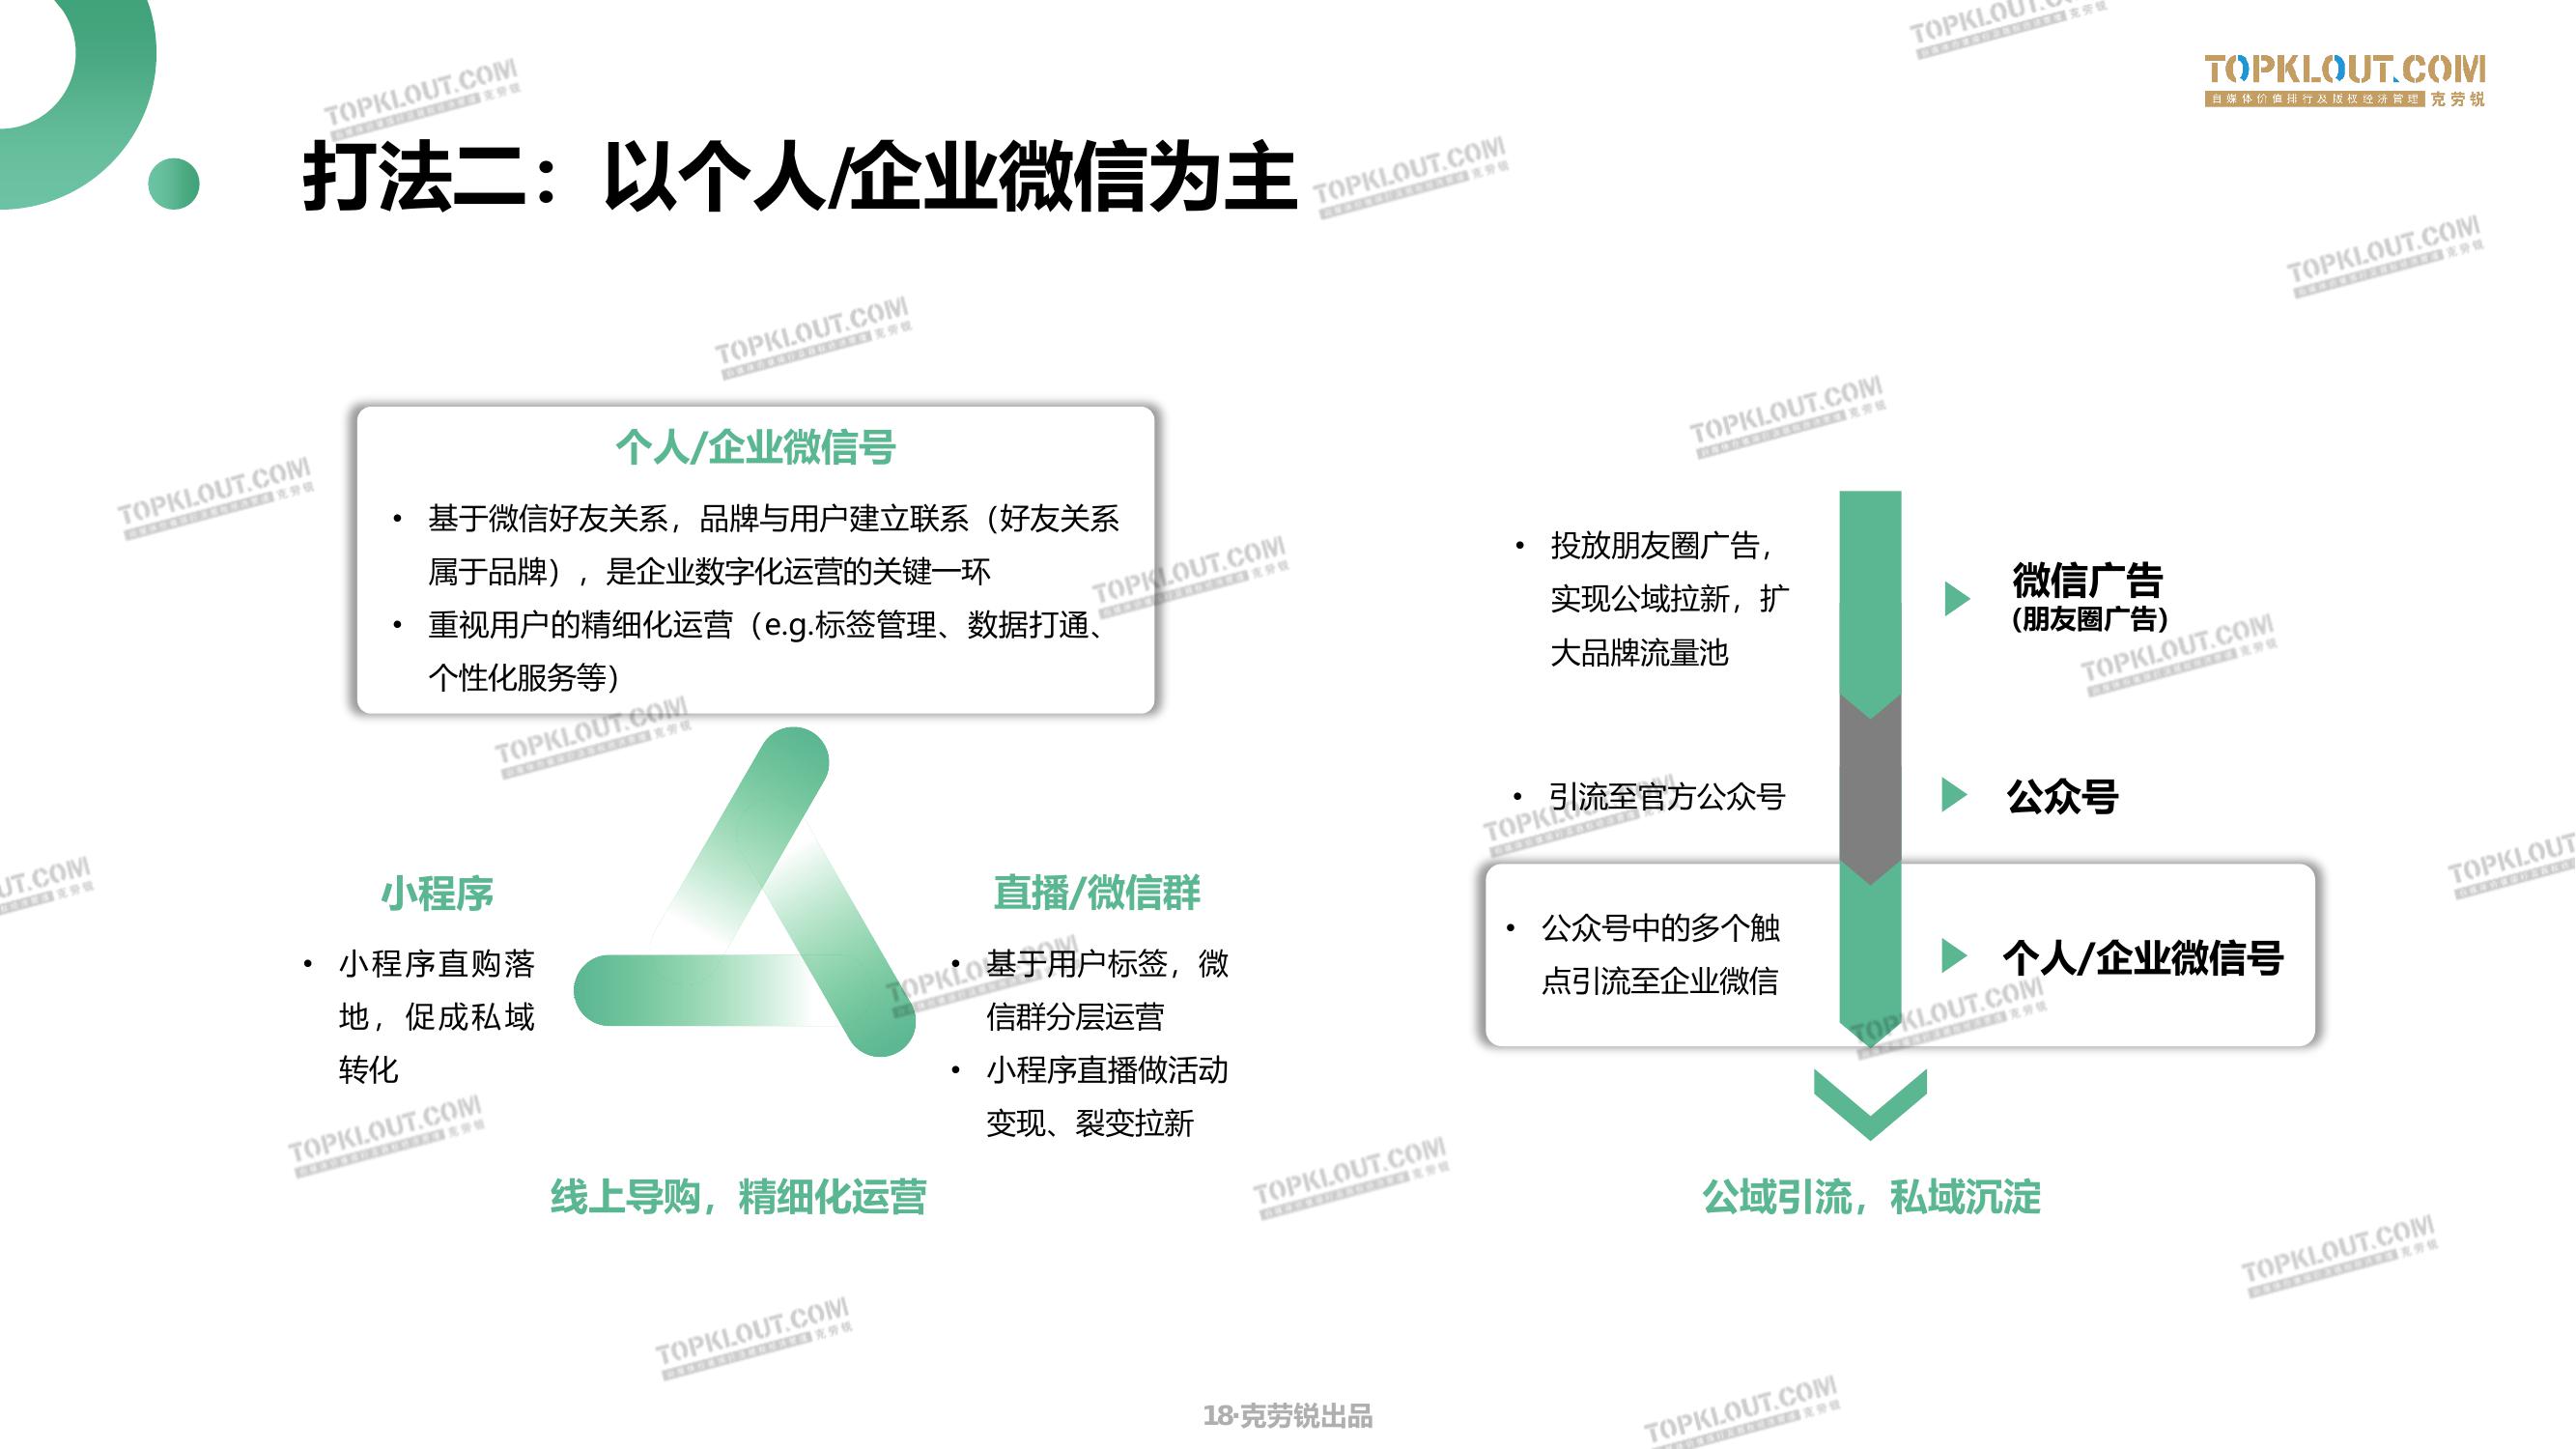 TOPKLOUT.COM
自媒体价值排行及版权经济管理 克劳锐
打法二：以个人/企业微信为主
个人/企业微信号
• 基于微信好友关系，品牌与用户建立联系（好友关系
属于品牌），是企业数字化运营的关键一环
• 重视用户的精细化运营（e.g.标签管理、数据打通、
个性化服务等）
小程序
• 小程序直购落
地，促成私域
转化
直播/微信群
• 基于用户标签，微
信群分层运营
• 小程序直播做活动
变现、裂变拉新
线上导购，精细化运营
• 投放朋友圈广告，
实现公域拉新，扩
大品牌流量池
微信广告
（朋友圈广告）
• 引流至官方公众号
公众号
• 公众号中的多个触
点引流至企业微信
个人/企业微信号
公域引流，私域沉淀
18·克劳锐出品